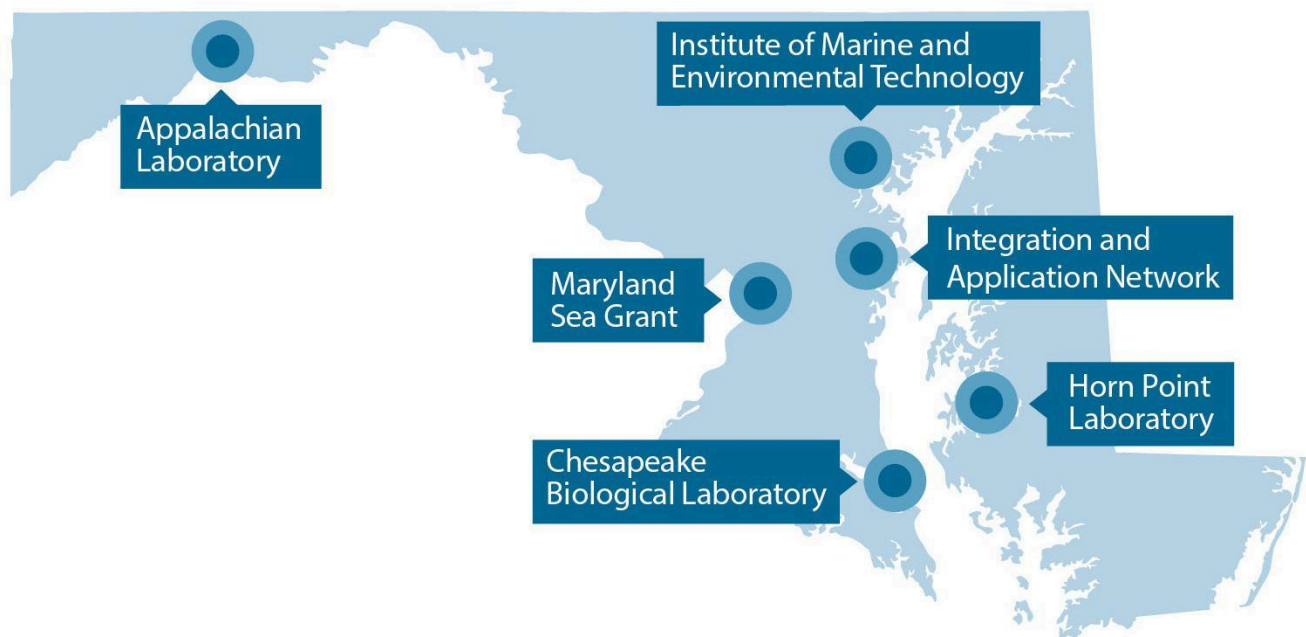 Institute of Marine and
Environmental Technology
Appalachian
Laboratory
Integration and
Application Network
Maryland
Sea Grant
Horn Point
Laboratory
Chesapeake
Biological Laboratory